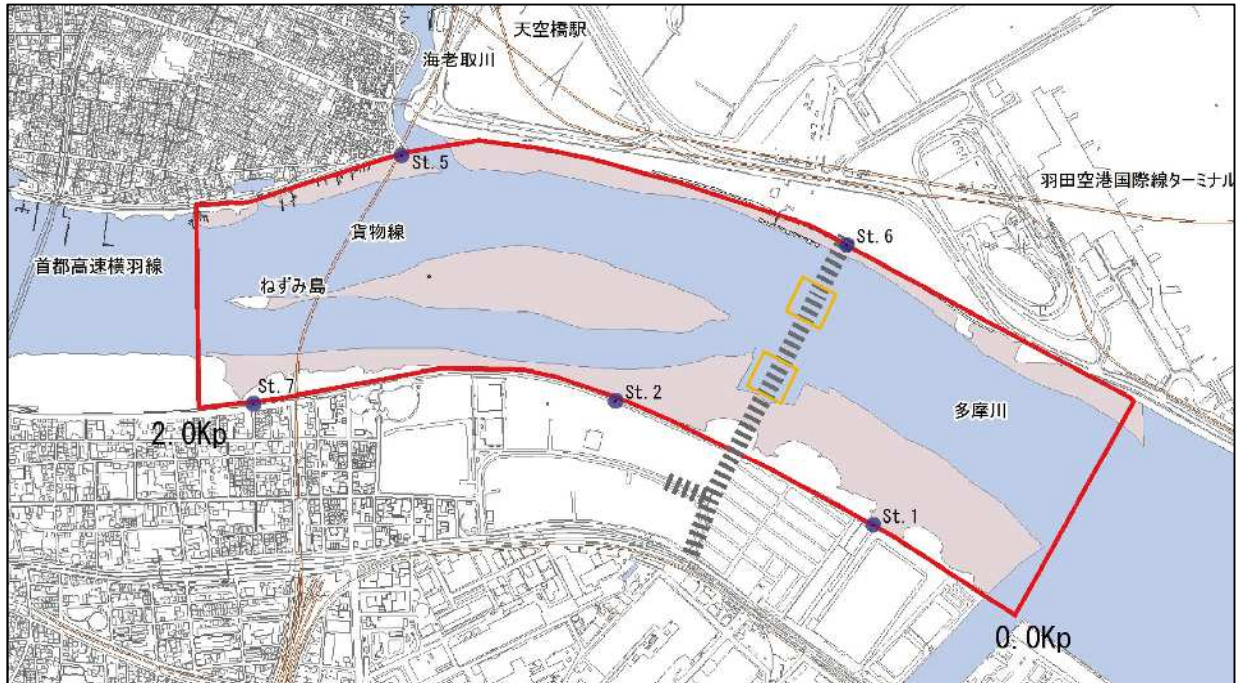 天空橋駅
海老取川
St. 5
羽田空港国際線ターミナル
St. 6
貨物線
首都高速横羽線
ねずみ島
St. 7
St. 2
多摩川
2.0Kp
St. 1
0.0Kp